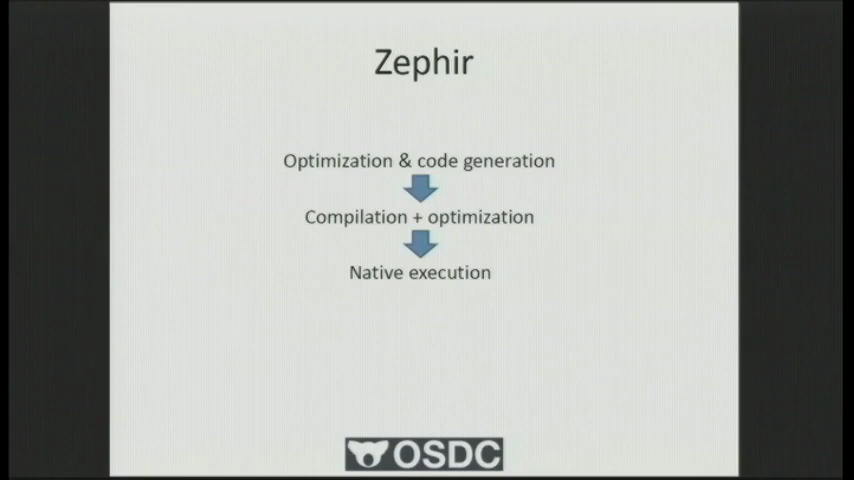 Zephir
Optimization & code generation
Compilation + optimization
Native execution
OSDC